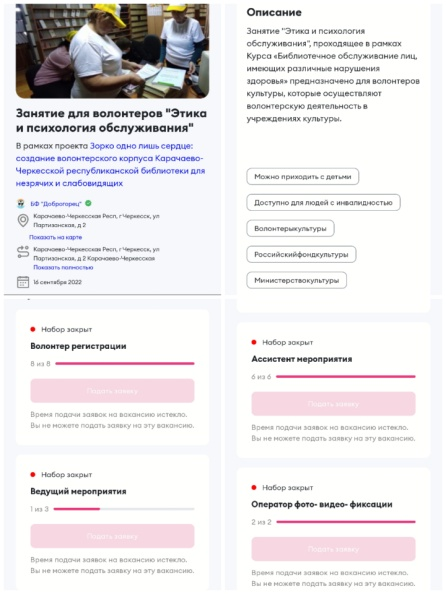 Занятие для волонтеров "Этика
и психология обслуживания"
В рамках проекта Зорко одно лишь сердце:
создание волонтерского корпуса Карачаево-
Черкесской республиканской библиотеки для
незрячих и слабовидящих
БФ "Доброгориц"
Карачаево-Черкесская Респ, г Черкесск, ул
Партизанская, д 2
Показать на карте
Карачаево-Черкесская Респ, г Черкесск, ул
Партизанская, д 2 Карачаево-Черкесская
Показать полностью
16 сентября 2022
Описание
Занятие "Этика и психология
обслуживания", проходящее в рамках
Курса «Библиотечное обслуживание лиц,
имеющих различные нарушения
здоровья» предназначено для волонтеров
культуры, которые осуществляют
волонтерскую деятельность в
учреждениях культуры.
Можно приходить с детьми
Доступно для людей с инвалидностью
Волонтерыкультуры
Российскийфондкультуры
Министерствокультуры
Набор закрыт
Волонтер регистрации
8 из 8
Подать заявку
Время подачи заявок на вакансию истекло.
Вы не можете подать заявку на эту вакансию.
Набор закрыт
Ведущий мероприятия
1 из 3
Подать заявку
Время подачи заявок на вакансию истекло.
Вы не можете подать заявку на эту вакансию.
Набор закрыт
Ассистент мероприятия
6 из 6
Подать заявку
Время подачи заявок на вакансию истекло.
Вы не можете подать заявку на эту вакансию.
Набор закрыт
Оператор фото- видео- фиксации
2 из 2
Подать заявку
Время подачи заявок на вакансию истекло.
Вы не можете подать заявку на эту вакансию.